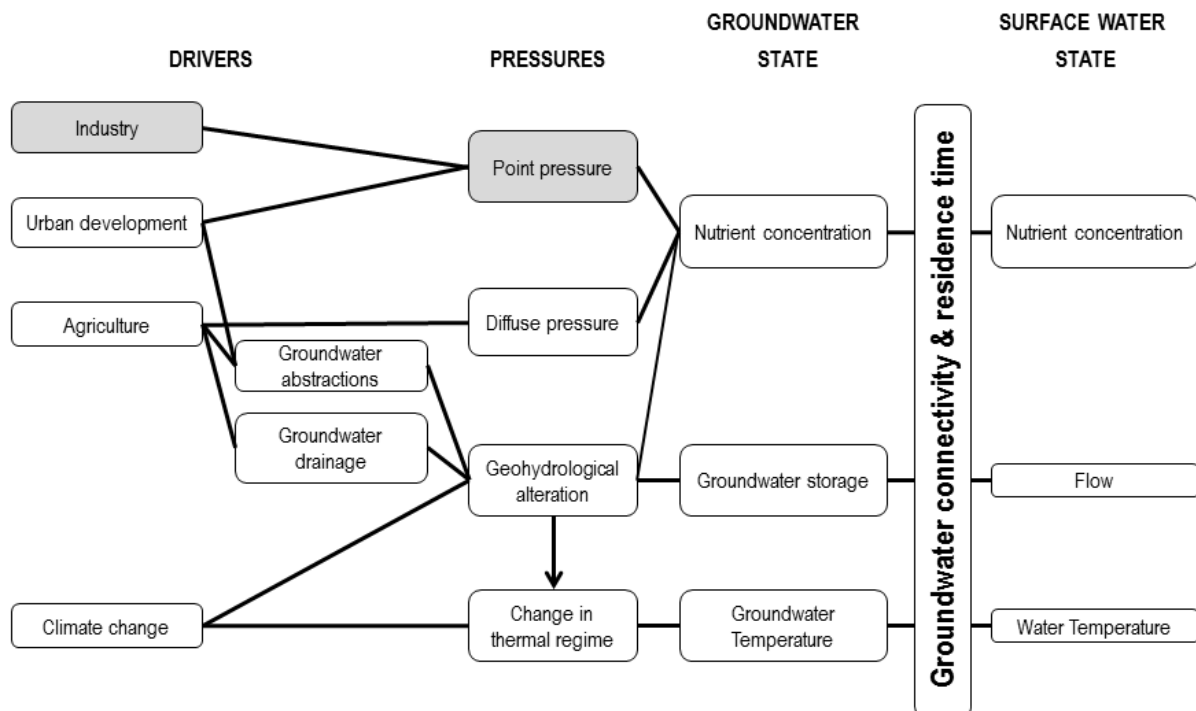 DRIVERS
PRESSURES
GROUNDWATER
STATE
SURFACE WATER
STATE
Industry
Urban development
Agriculture
Groundwater
abstractions
Groundwater
drainage
Climate change
Point pressure
Diffuse pressure
Geohydrological
alteration
Change in
thermal regime
Nutrient concentration
Groundwater storage
Groundwater
Temperature
Groundwater connectivity & residence time
Nutrient concentration
Flow
Water Temperature